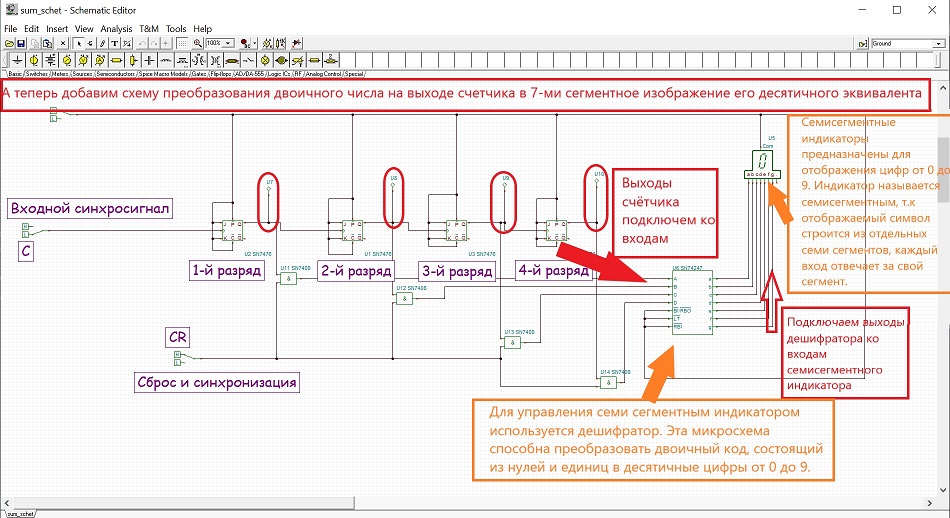 sum_schet - Schematic Editor
File Edit Insert View Analysis T&M Tools Help
100%
Ground
Basic Switches Meters Sources Semiconductors Spice Macro Models Gates Flip-flops AD/DA-555 Logic ICs RF Analog Control Special
А теперь добавим схему преобразования двоичного числа на выходе счетчика в 7-ми сегментное изображение его десятичного эквивалента
H
L
Семисегментные
индикаторы
предназначены для
отображения цифр от 0 до
9. Индикатор называется
семисегментным, т.к
отображаемый символ
строится из отдельных
семи сегментов, каждый
вход отвечает за свой
сегмент.
U5
Com
a b c d e f g
U7
U8
U9
U10
Выходы
счётчика
подключем ко
входам
Входной синхросигнал
H
L
C
U2 SN7476
U1 SN7476
U3 SN7476
1-й разряд
2-й разряд
3-й разряд
4-й разряд
U11 SN7408
&
U12 SN7408
&
U13 SN7408
&
U14 SN7408
&
U6 SN74247
A a
B b
C c
D d
BI/RBO e
LT f
RBI g
Подключаем выходы
дешифратора ко
входам
семисегментного
индикатора
CR
H
L
Сброс и синхронизация
Для управления семи сегментным индикатором
используется дешифратор. Эта микросхема
способна преобразовать двоичный код, состоящий
из нулей и единиц в десятичные цифры от 0 до 9.
sum_schet